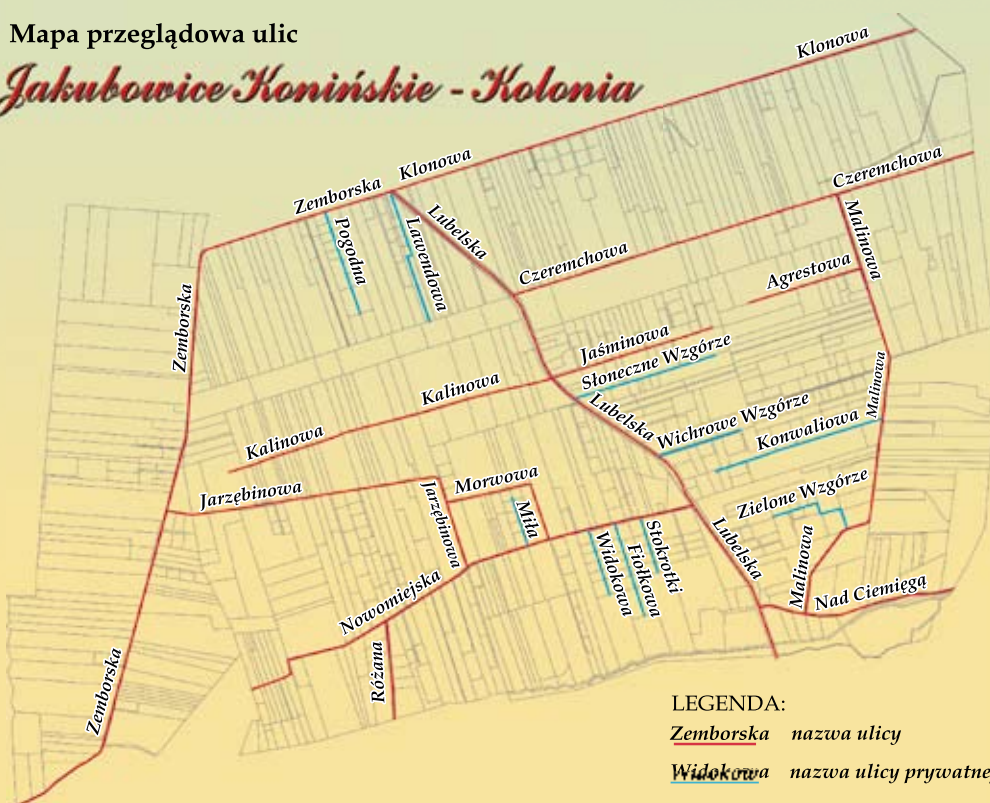 Mapa przeglądowa ulic
Jakubowice Konińskie - Kolonia
Klonowa
Klonowa
Zemborska
Czeremchowa
Pogodna
Lawendowa
Lubelska
Malinowa
Czeremchowa
Agrestowa
Zemborska
Jaśminowa
Słoneczne Wzgórze
Kalinowa
Malinowa
Lubelska
Wichrowe Wzgórze
Konwaliowa
Kalinowa
Jarzębinowa
Jarzębinowa
Morwowa
Zielone Wzgórze
Miła
Widokowa
Fiołkowa
Stokrotki
Lubelska
Malinowa
Nad Ciemięgą
Nowomiejska
Różana
Zemborska
LEGENDA:
Zemborska nazwa ulicy
Widokowa nazwa ulicy prywatnej